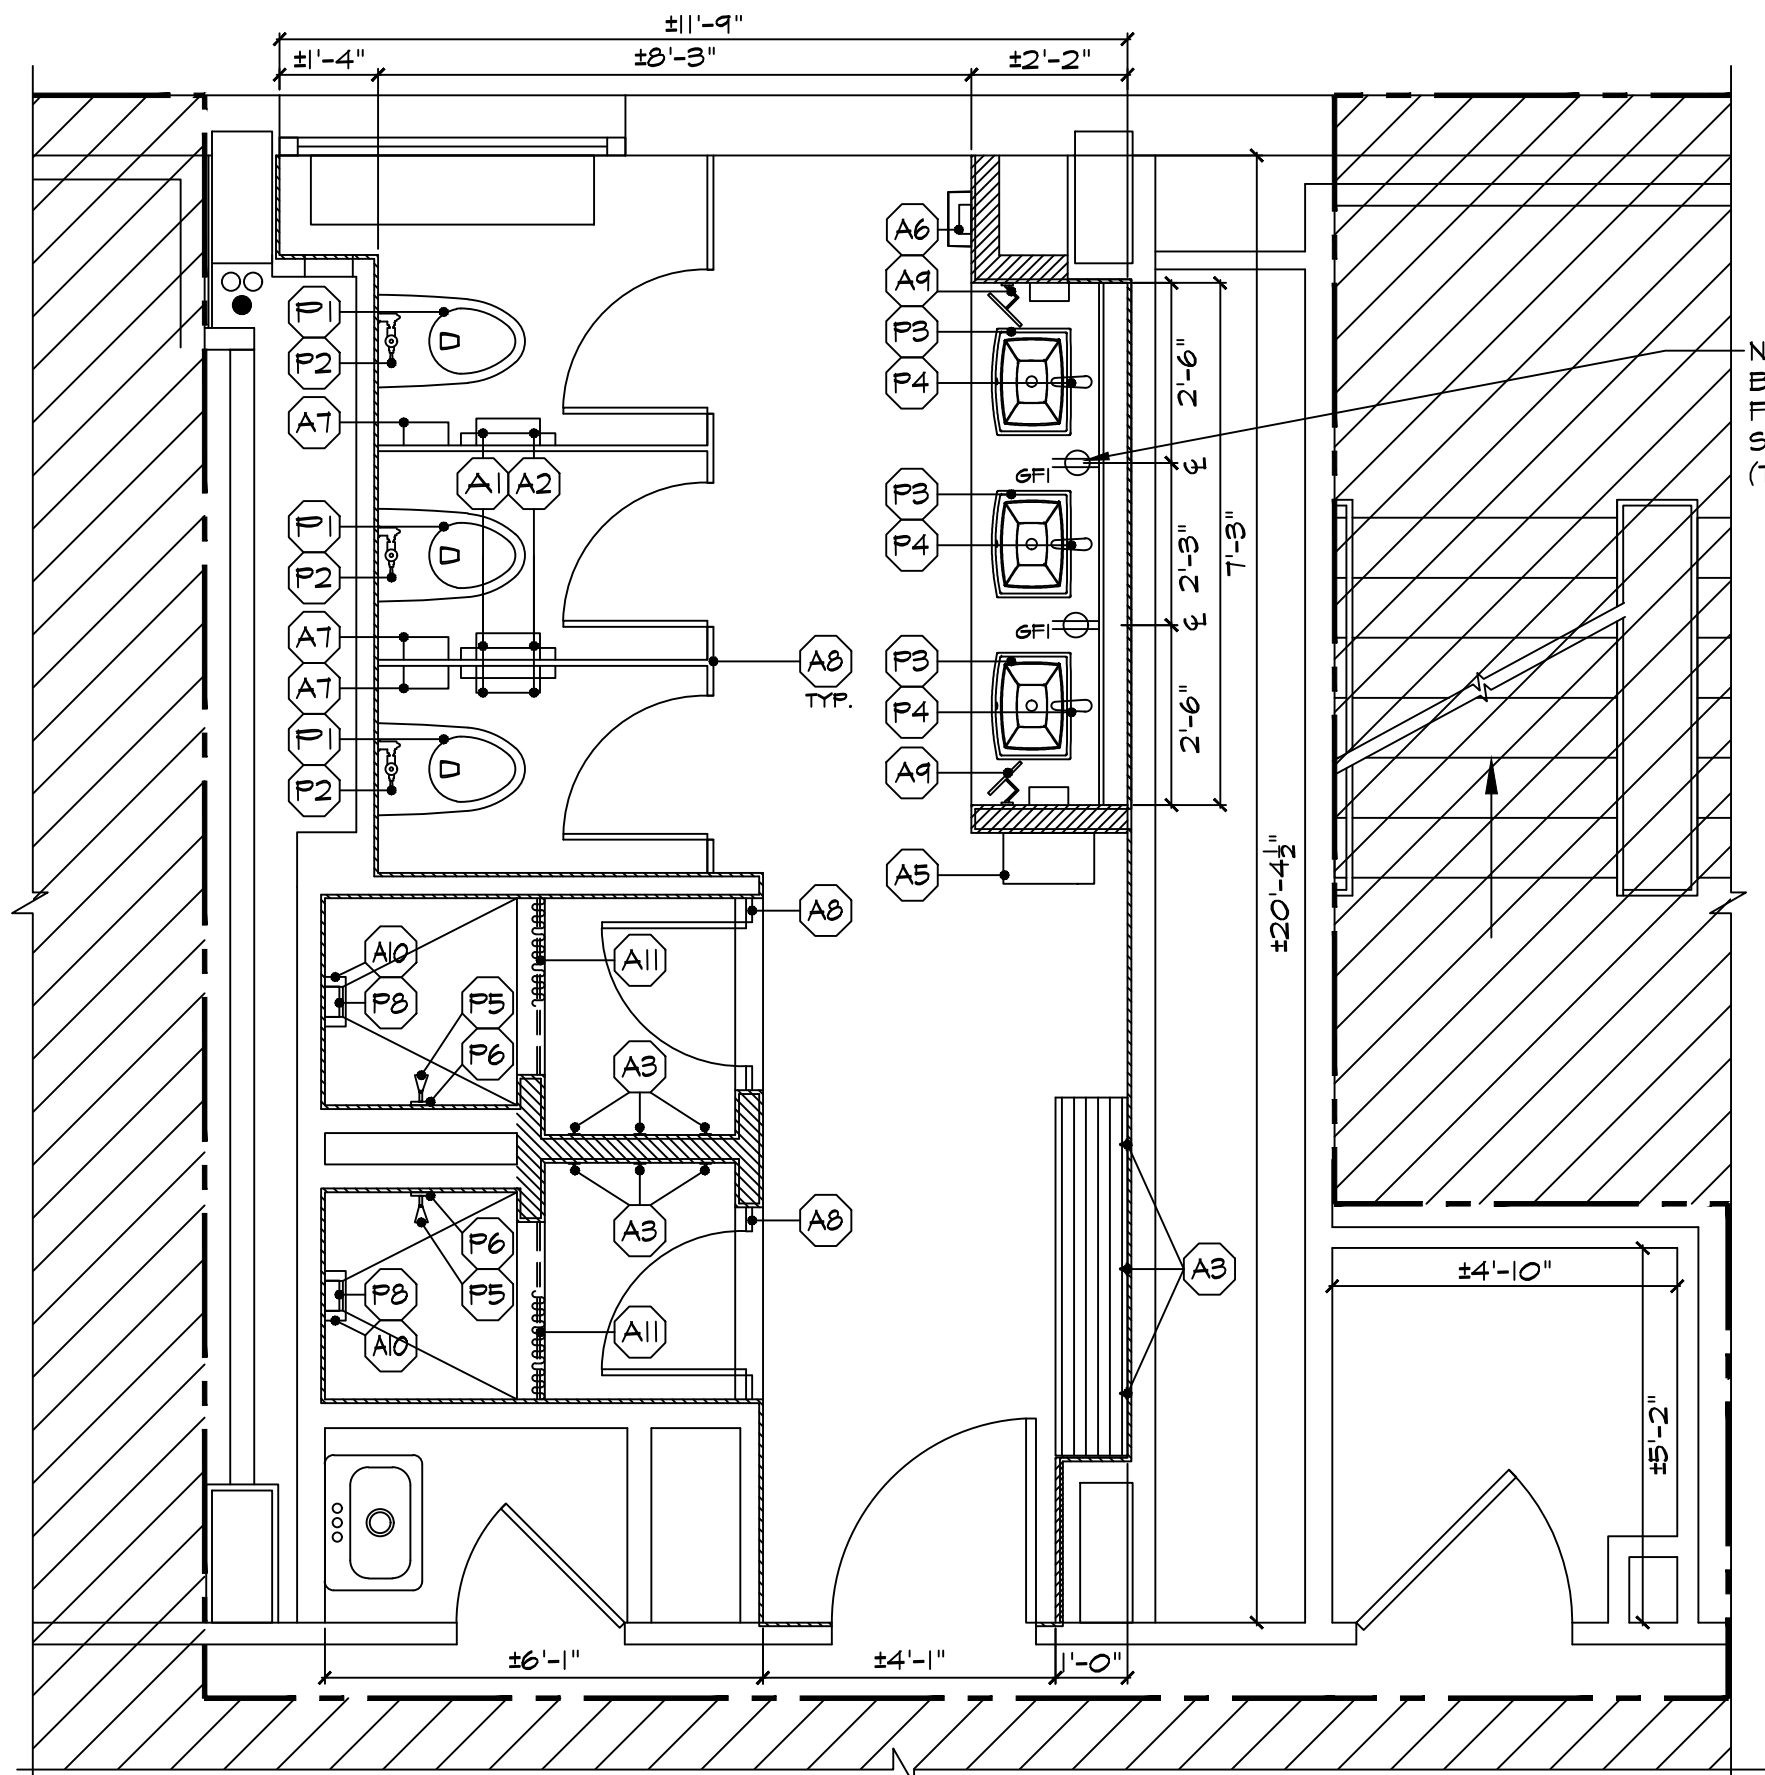 ±11'-9"
±1'-4" ±8'-3" ±2'-2"
A6
A9
P1 P3
P2 P4 2'-6"
A7
A1 A2
GFI ℄
P1 P3
P2 P4 2'-3" 7'-3"
A7 GFI ℄
A7 A8 P3
TYP.
P1 P4 2'-6"
P2 A9
±20'-4½"
A5
A8
A10 A11
P8 P5
P6 A3
P6 A3 A8
P8 P5 A3 ±4'-10"
A10 A11
±5'-2"
±6'-1" ±4'-1" 1'-0"